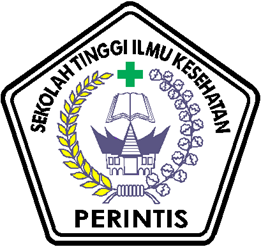 SEKOLAH TINGGI ILMU KESEHATAN
PERINTIS